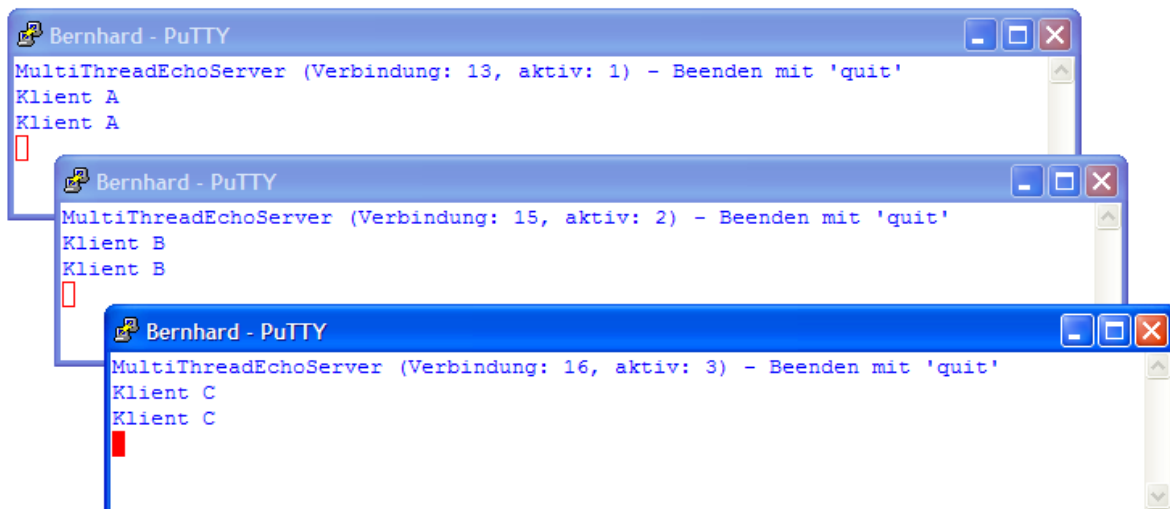 Bernhard - PuTTY
MultiThreadEchoServer (Verbindung: 13, aktiv: 1) - Beenden mit 'quit'
Klient A
Klient A
Bernhard - PuTTY
MultiThreadEchoServer (Verbindung: 15, aktiv: 2) - Beenden mit 'quit'
Klient B
Klient B
Bernhard - PuTTY
MultiThreadEchoServer (Verbindung: 16, aktiv: 3) - Beenden mit 'quit'
Klient C
Klient C